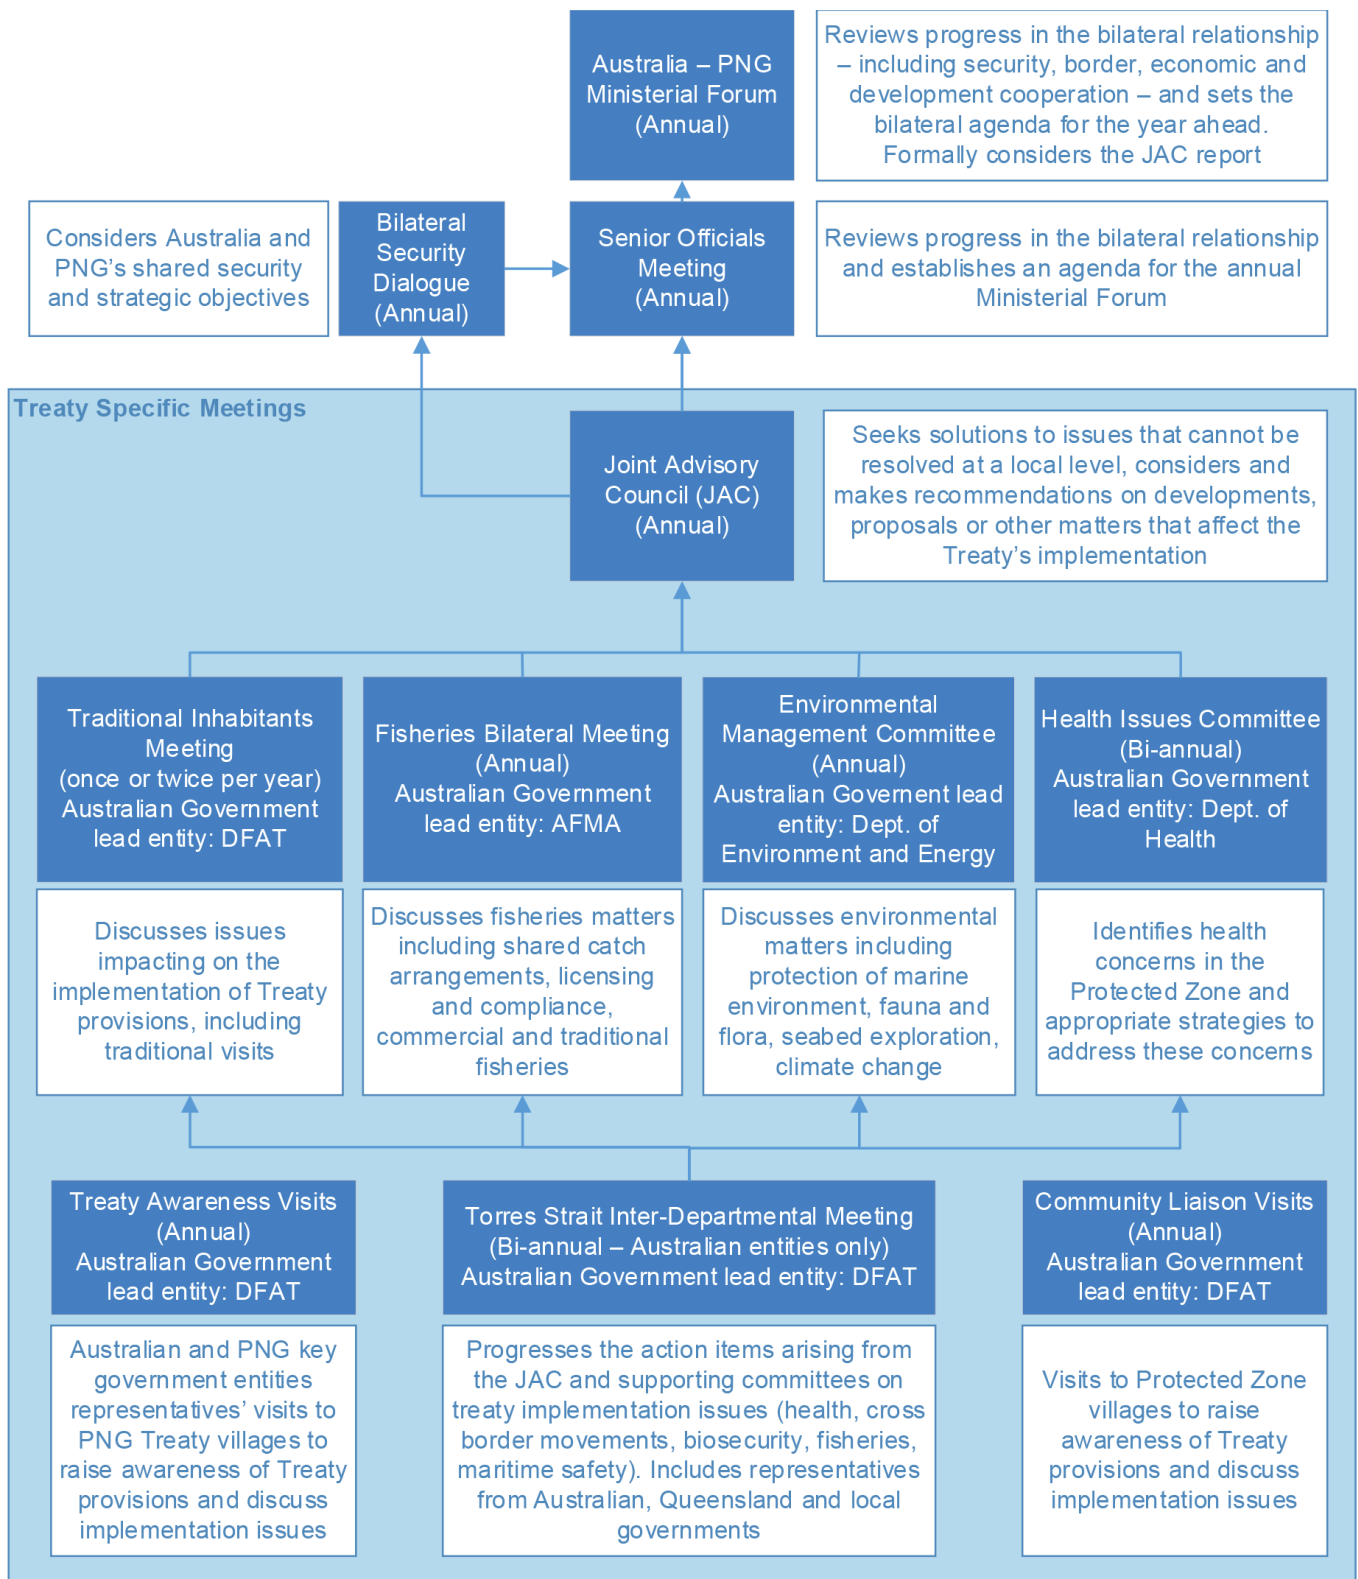 Australia – PNG
Ministerial Forum
(Annual)
Reviews progress in the bilateral relationship
– including security, border, economic and
development cooperation – and sets the
bilateral agenda for the year ahead.
Formally considers the JAC report
Considers Australia and
PNG's shared security
and strategic objectives
Bilateral
Security
Dialogue
(Annual)
Senior Officials
Meeting
(Annual)
Reviews progress in the bilateral relationship
and establishes an agenda for the annual
Ministerial Forum
Treaty Specific Meetings
Joint Advisory
Council (JAC)
(Annual)
Seeks solutions to issues that cannot be
resolved at a local level, considers and
makes recommendations on developments,
proposals or other matters that affect the
Treaty's implementation
Traditional Inhabitants
Meeting
(once or twice per year)
Australian Government
lead entity: DFAT
Fisheries Bilateral Meeting
(Annual)
Australian Government
lead entity: AFMA
Environmental
Management Committee
(Annual)
Australian Governent lead
entity: Dept. of
Environment and Energy
Health Issues Committee
(Bi-annual)
Australian Government
lead entity: Dept. of
Health
Discusses issues
impacting on the
implementation of Treaty
provisions, including
traditional visits
Discusses fisheries matters
including shared catch
arrangements, licensing
and compliance,
commercial and traditional
fisheries
Discusses environmental
matters including
protection of marine
environment, fauna and
flora, seabed exploration,
climate change
Identifies health
concerns in the
Protected Zone and
appropriate strategies to
address these concerns
Treaty Awareness Visits
(Annual)
Australian Government
lead entity: DFAT
Torres Strait Inter-Departmental Meeting
(Bi-annual – Australian entities only)
Australian Government lead entity: DFAT
Community Liaison Visits
(Annual)
Australian Government
lead entity: DFAT
Australian and PNG key
government entities
representatives' visits to
PNG Treaty villages to
raise awareness of Treaty
provisions and discuss
implementation issues
Progresses the action items arising from
the JAC and supporting committees on
treaty implementation issues (health, cross
border movements, biosecurity, fisheries,
maritime safety). Includes representatives
from Australian, Queensland and local
governments
Visits to Protected Zone
villages to raise
awareness of Treaty
provisions and discuss
implementation issues